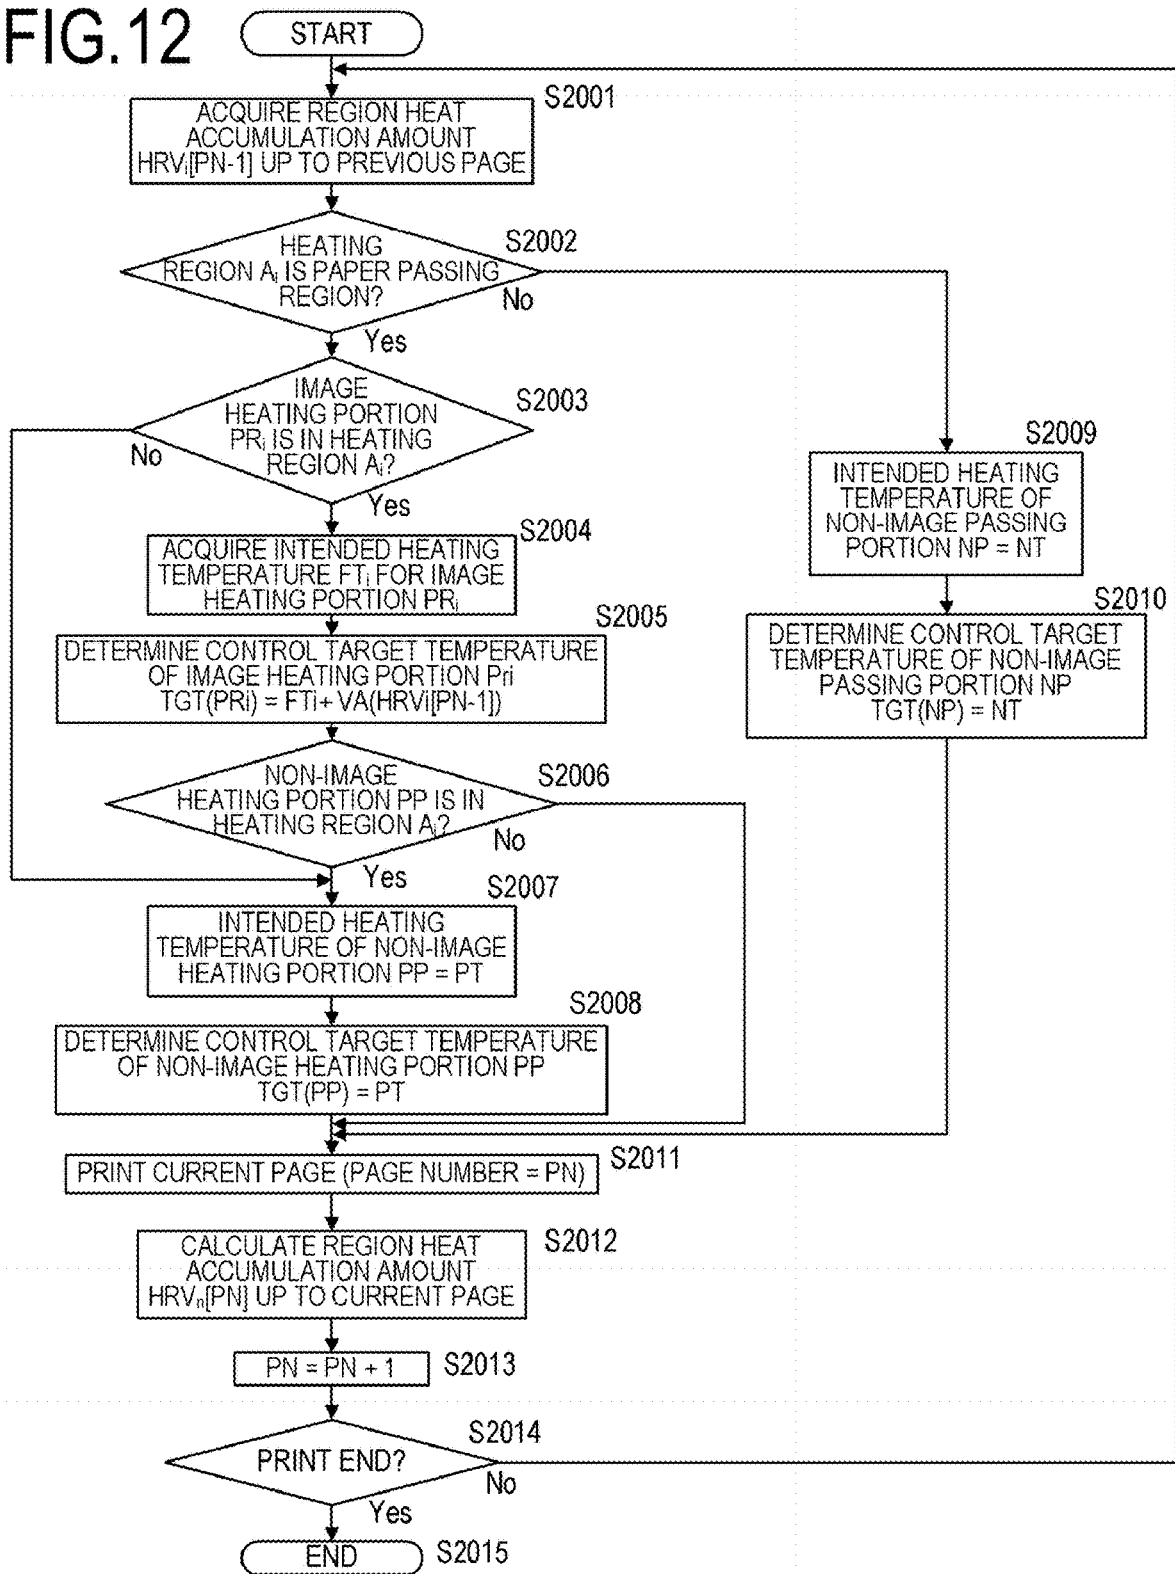 FIG.12
START
S2001
ACQUIRE REGION HEAT
ACCUMULATION AMOUNT
HRVi[PN-1] UP TO PREVIOUS PAGE
S2002
HEATING
REGION Ai IS PAPER PASSING
REGION?
No
Yes
S2003
IMAGE
HEATING PORTION
PRi IS IN HEATING
REGION Ai?
No
Yes
S2004
ACQUIRE INTENDED HEATING
TEMPERATURE FTi FOR IMAGE
HEATING PORTION PRi
S2005
DETERMINE CONTROL TARGET TEMPERATURE
OF IMAGE HEATING PORTION Pri
TGT(PRi) = FTi+ VA(HRVi[PN-1])
S2006
NON-IMAGE
HEATING PORTION PP IS IN
HEATING REGION Ai?
No
Yes
S2007
INTENDED HEATING
TEMPERATURE OF NON-IMAGE
HEATING PORTION PP = PT
S2008
DETERMINE CONTROL TARGET TEMPERATURE
OF NON-IMAGE HEATING PORTION PP
TGT(PP) = PT
S2009
INTENDED HEATING
TEMPERATURE OF
NON-IMAGE PASSING
PORTION NP = NT
S2010
DETERMINE CONTROL TARGET
TEMPERATURE OF NON-IMAGE
PASSING PORTION NP
TGT(NP) = NT
S2011
PRINT CURRENT PAGE (PAGE NUMBER = PN)
S2012
CALCULATE REGION HEAT
ACCUMULATION AMOUNT
HRVn[PN] UP TO CURRENT PAGE
PN = PN + 1
S2013
S2014
PRINT END?
No
Yes
END
S2015